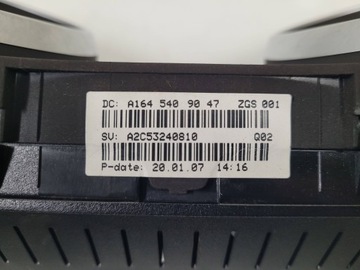 DC: A164 540 90 47 ZGS 001
SV: A2C53240810 Q02
P-date: 20.01.07 14:16